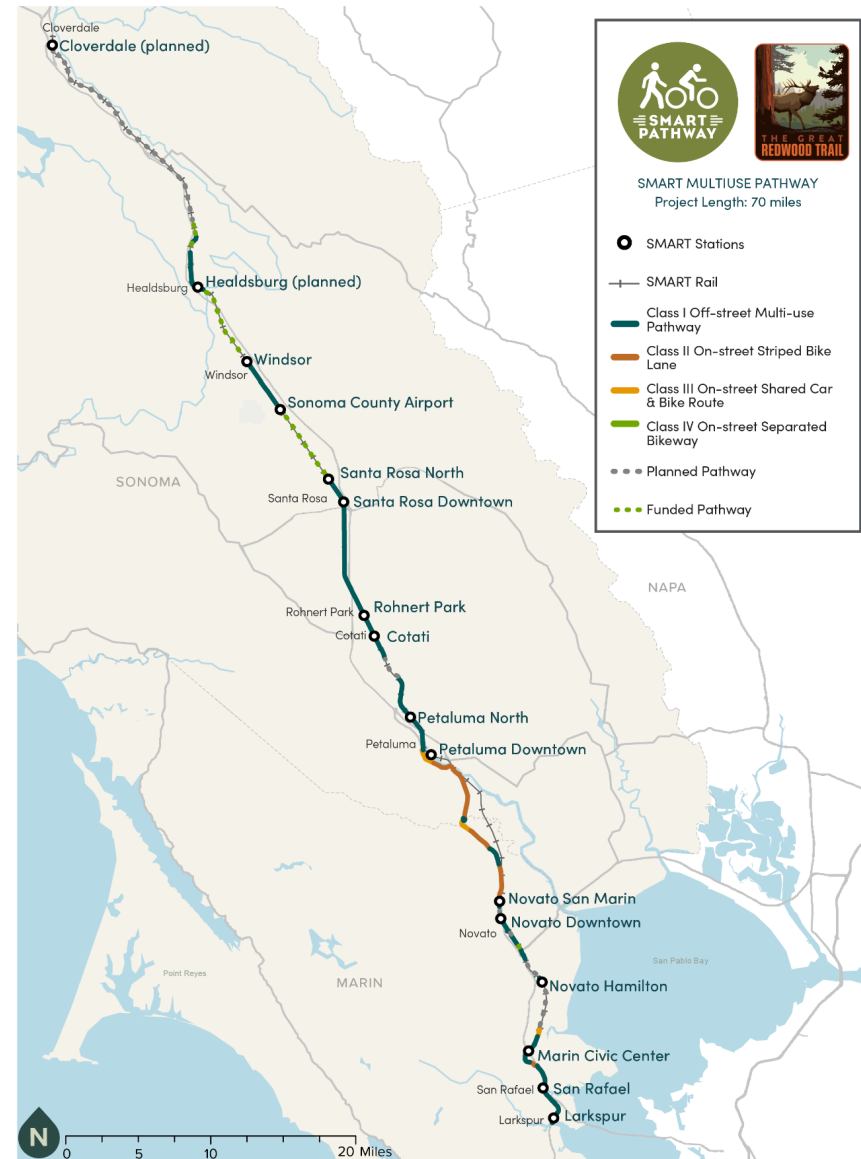 Cloverdale
Cloverdale (planned)
SMART
PATHWAY
THE GREAT
REDWOOD TRAIL
SMART MULTIUSE PATHWAY
Project Length: 70 miles
SMART Stations
SMART Rail
Class I Off-street Multi-use
Pathway
Class II On-street Striped Bike
Lane
Class III On-street Shared Car
& Bike Route
Class IV On-street Separated
Bikeway
Planned Pathway
Funded Pathway
Healdsburg (planned)
Healdsburg
Windsor
Windsor
Sonoma County Airport
Santa Rosa North
SONOMA
Santa Rosa
Santa Rosa Downtown
NAPA
Rohnert Park
Rohnert Park
Cotati
Cotati
Petaluma North
Petaluma
Petaluma Downtown
Novato San Marin
Novato Downtown
Novato
San Pablo Bay
Point Reyes
MARIN
Novato Hamilton
Marin Civic Center
San Rafael
San Rafael
Larkspur
Larkspur
N
0 5 10 20 Miles